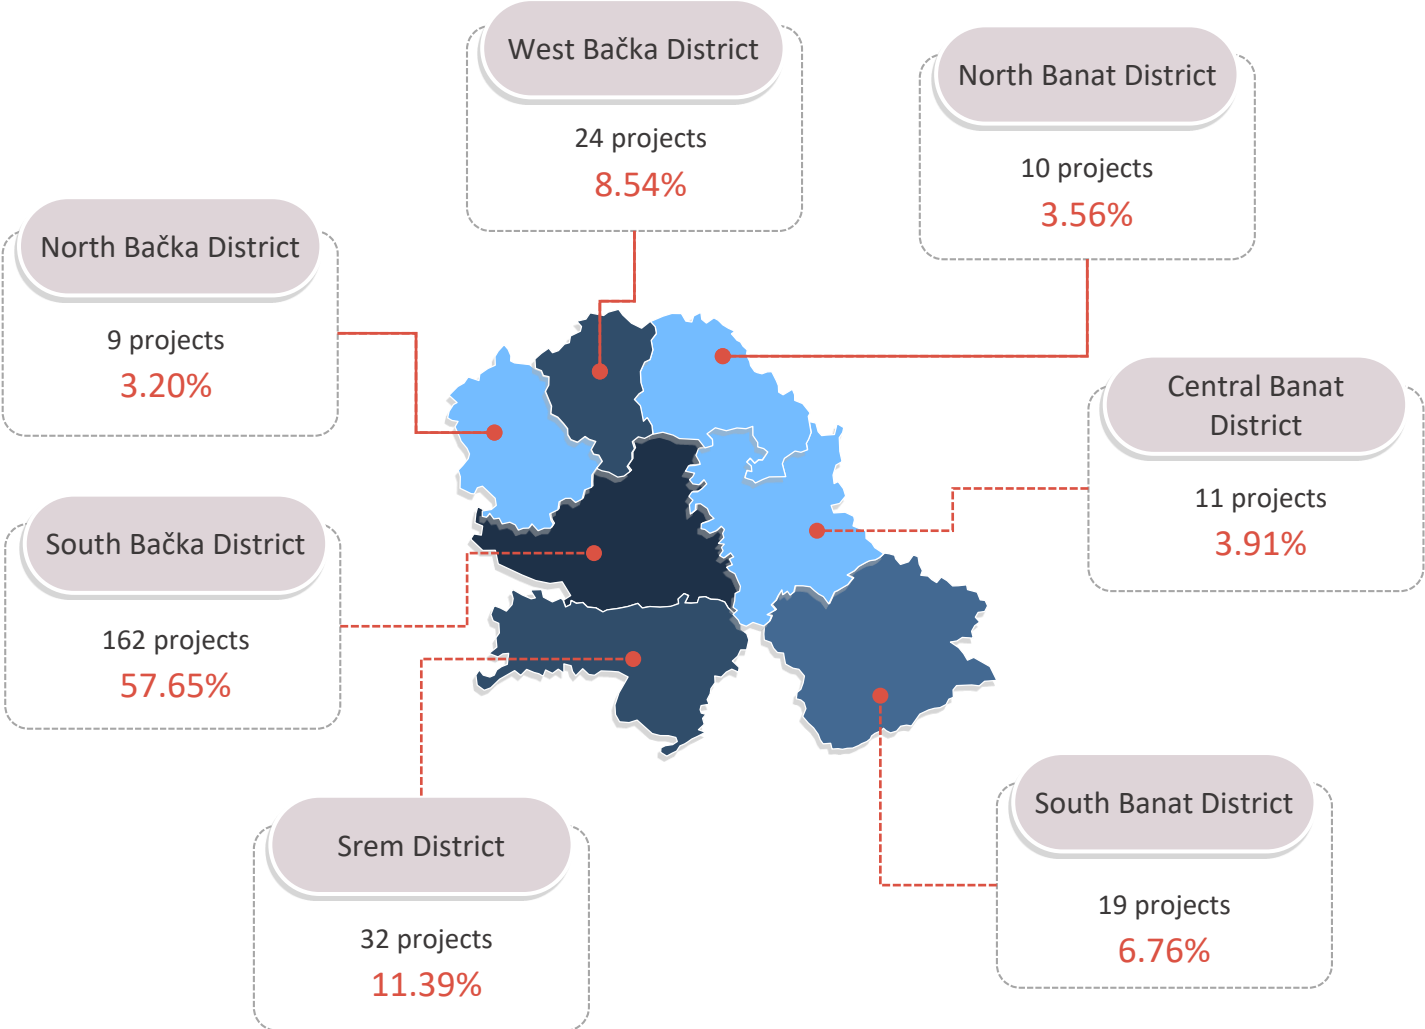 West Bačka District
24 projects
8.54%
North Banat District
10 projects
3.56%
North Bačka District
9 projects
3.20%
Central Banat
District
11 projects
3.91%
South Bačka District
162 projects
57.65%
South Banat District
19 projects
6.76%
Srem District
32 projects
11.39%